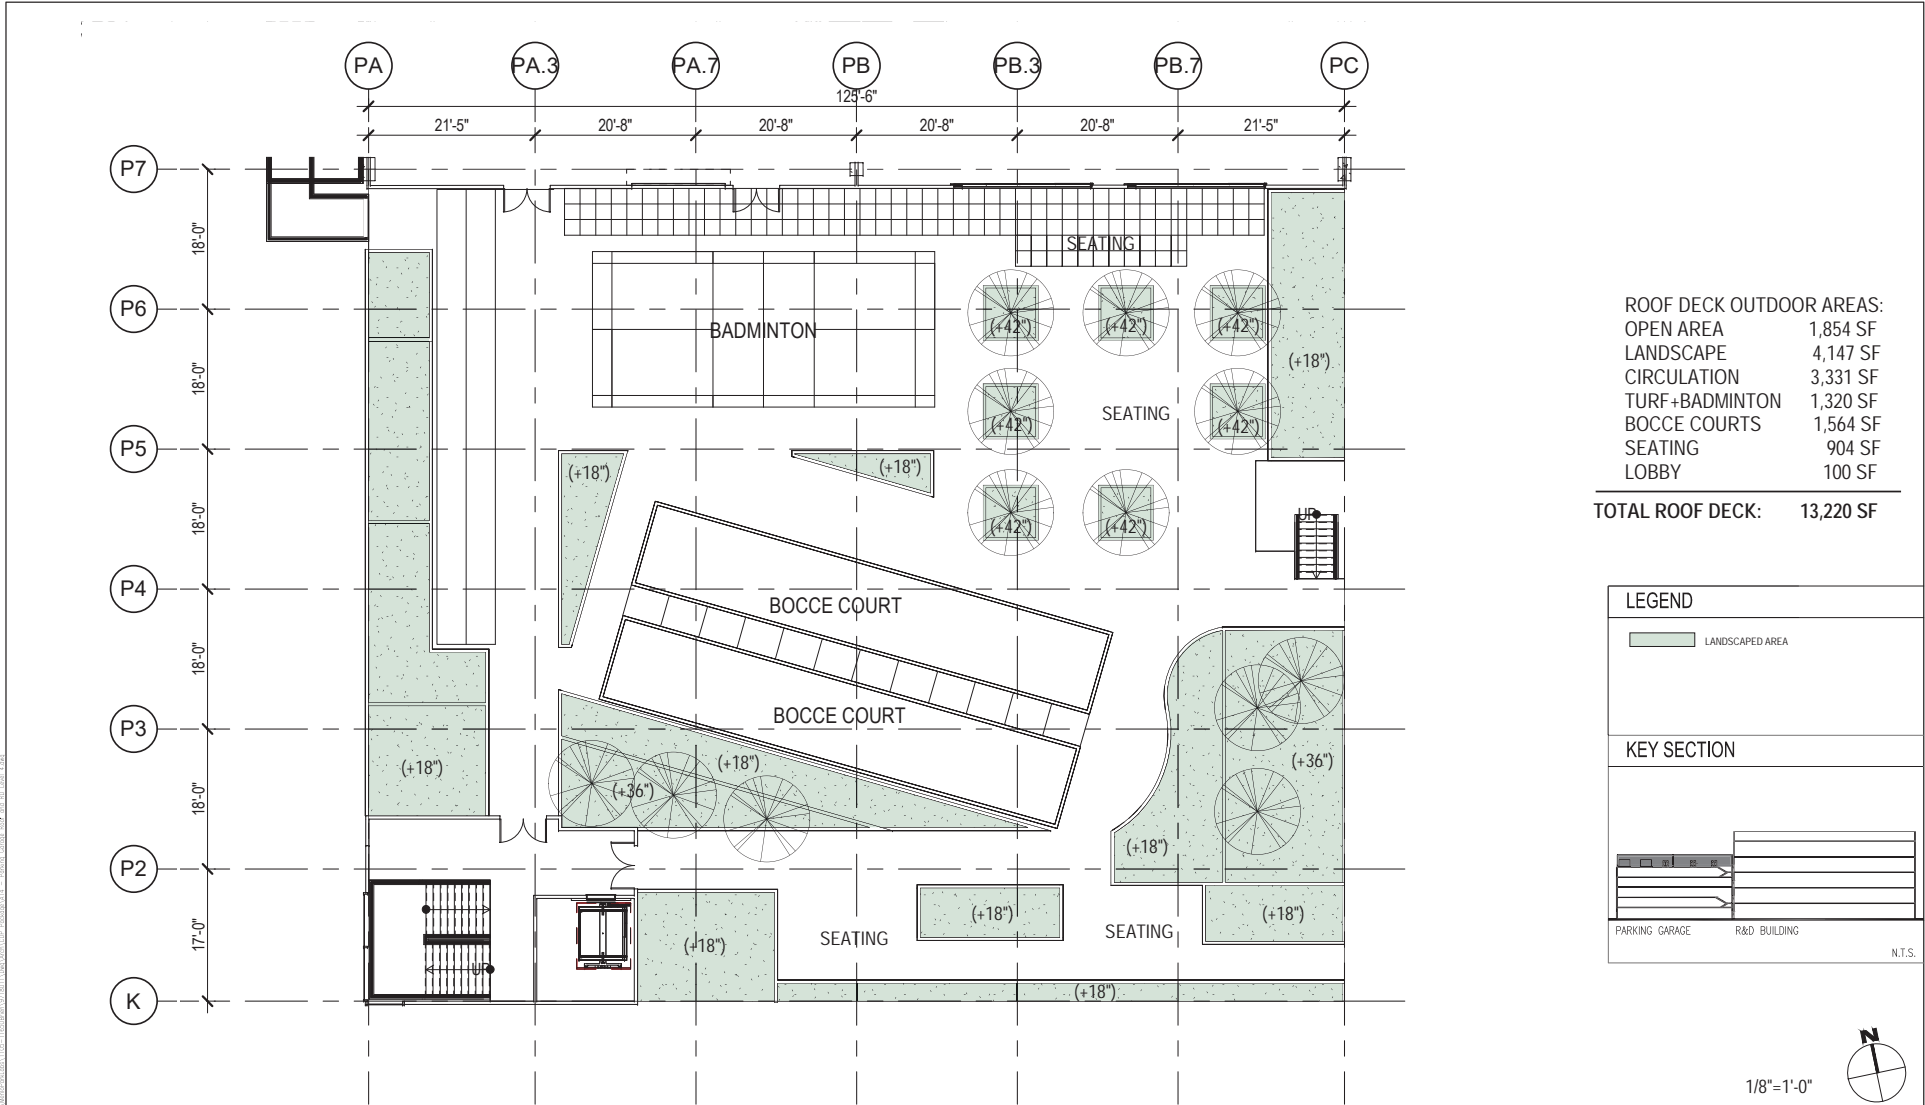 PA PA.3 PA.7 PB PB.3 PB.7 PC
125'-6"
21'-5" 20'-8" 20'-8" 20'-8" 20'-8" 21'-5"
P7
18'-0"
SEATING
P6
(+42") (+42") (+42")
BADMINTON
(+18")
18'-0"
SEATING
(+42") (+42")
P5
(+18") (+18")
18'-0"
(+42") (+42")
UP
P4
BOCCE COURT
18'-0"
BOCCE COURT
P3
(+18") (+18") (+36")
(+36")
18'-0"
(+18")
P2
(+18") (+18")
17'-0"
SEATING SEATING
(+18")
UP
(+18")
K
ROOF DECK OUTDOOR AREAS:
OPEN AREA 1,854 SF
LANDSCAPE 4,147 SF
CIRCULATION 3,331 SF
TURF+BADMINTON 1,320 SF
BOCCE COURTS 1,564 SF
SEATING 904 SF
LOBBY 100 SF
TOTAL ROOF DECK: 13,220 SF
LEGEND
LANDSCAPED AREA
KEY SECTION
PARKING GARAGE R&D BUILDING
N.T.S.
N
1/8"=1'-0"